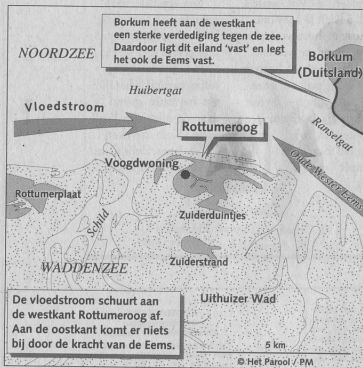 Borkum heeft aan de westkant
een sterke verdediging tegen de zee.
Daardoor ligt dit eiland 'vast' en legt
het ook de Eems vast.
NOORDZEE
Borkum
(Duitsland)
Huibertgat
Vloedstroom
Ranselgat
Rottumeroog
Oude Wester Eems
Voogdwoning
Rottumerplaat
Schild
Zuiderduintjes
Zuiderstrand
WADDENZEE
Uithuizer Wad
De vloedstroom schuurt aan
de westkant Rottumeroog af.
Aan de oostkant komt er niets
bij door de kracht van de Eems.
5 km
© Het Parool / PM